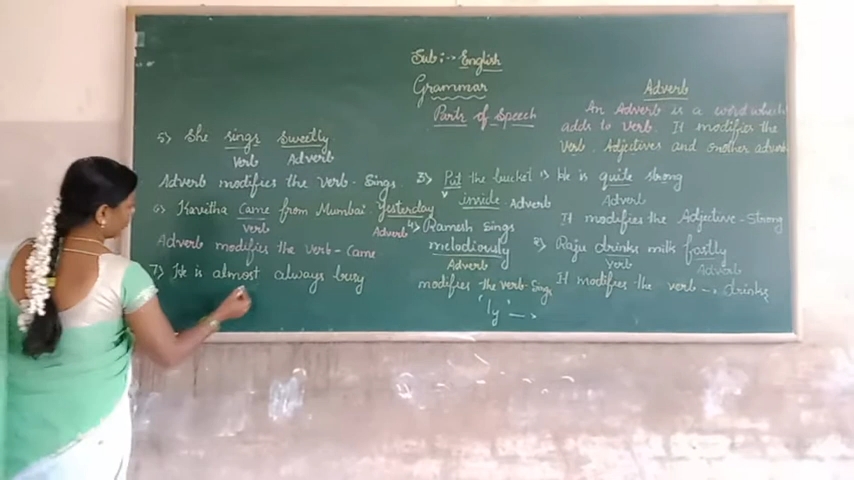 Sub:- English
Grammar
Parts of Speech
Adverb
An Adverb is a word which
adds to Verb. It modifies the
Verb, Adjectives and another adverb
1) He is quite strong
Adverb
It modifies the Adjective - Strong
2) Raju drinks milk fastly
Verb Adverb
It modifies the verb - drinks
3) Put the bucket
V inside - Adverb
4) Ramesh sings
melodiously
Adverb
modifies the verb - Sings
'ly' →
5) She sings sweetly
Verb Adverb
Adverb modifies the Verb - Sings.
6) Kavitha came from Mumbai Yesterday
verb Adverb
Adverb modifies the Verb - Came
7) He is almost always busy